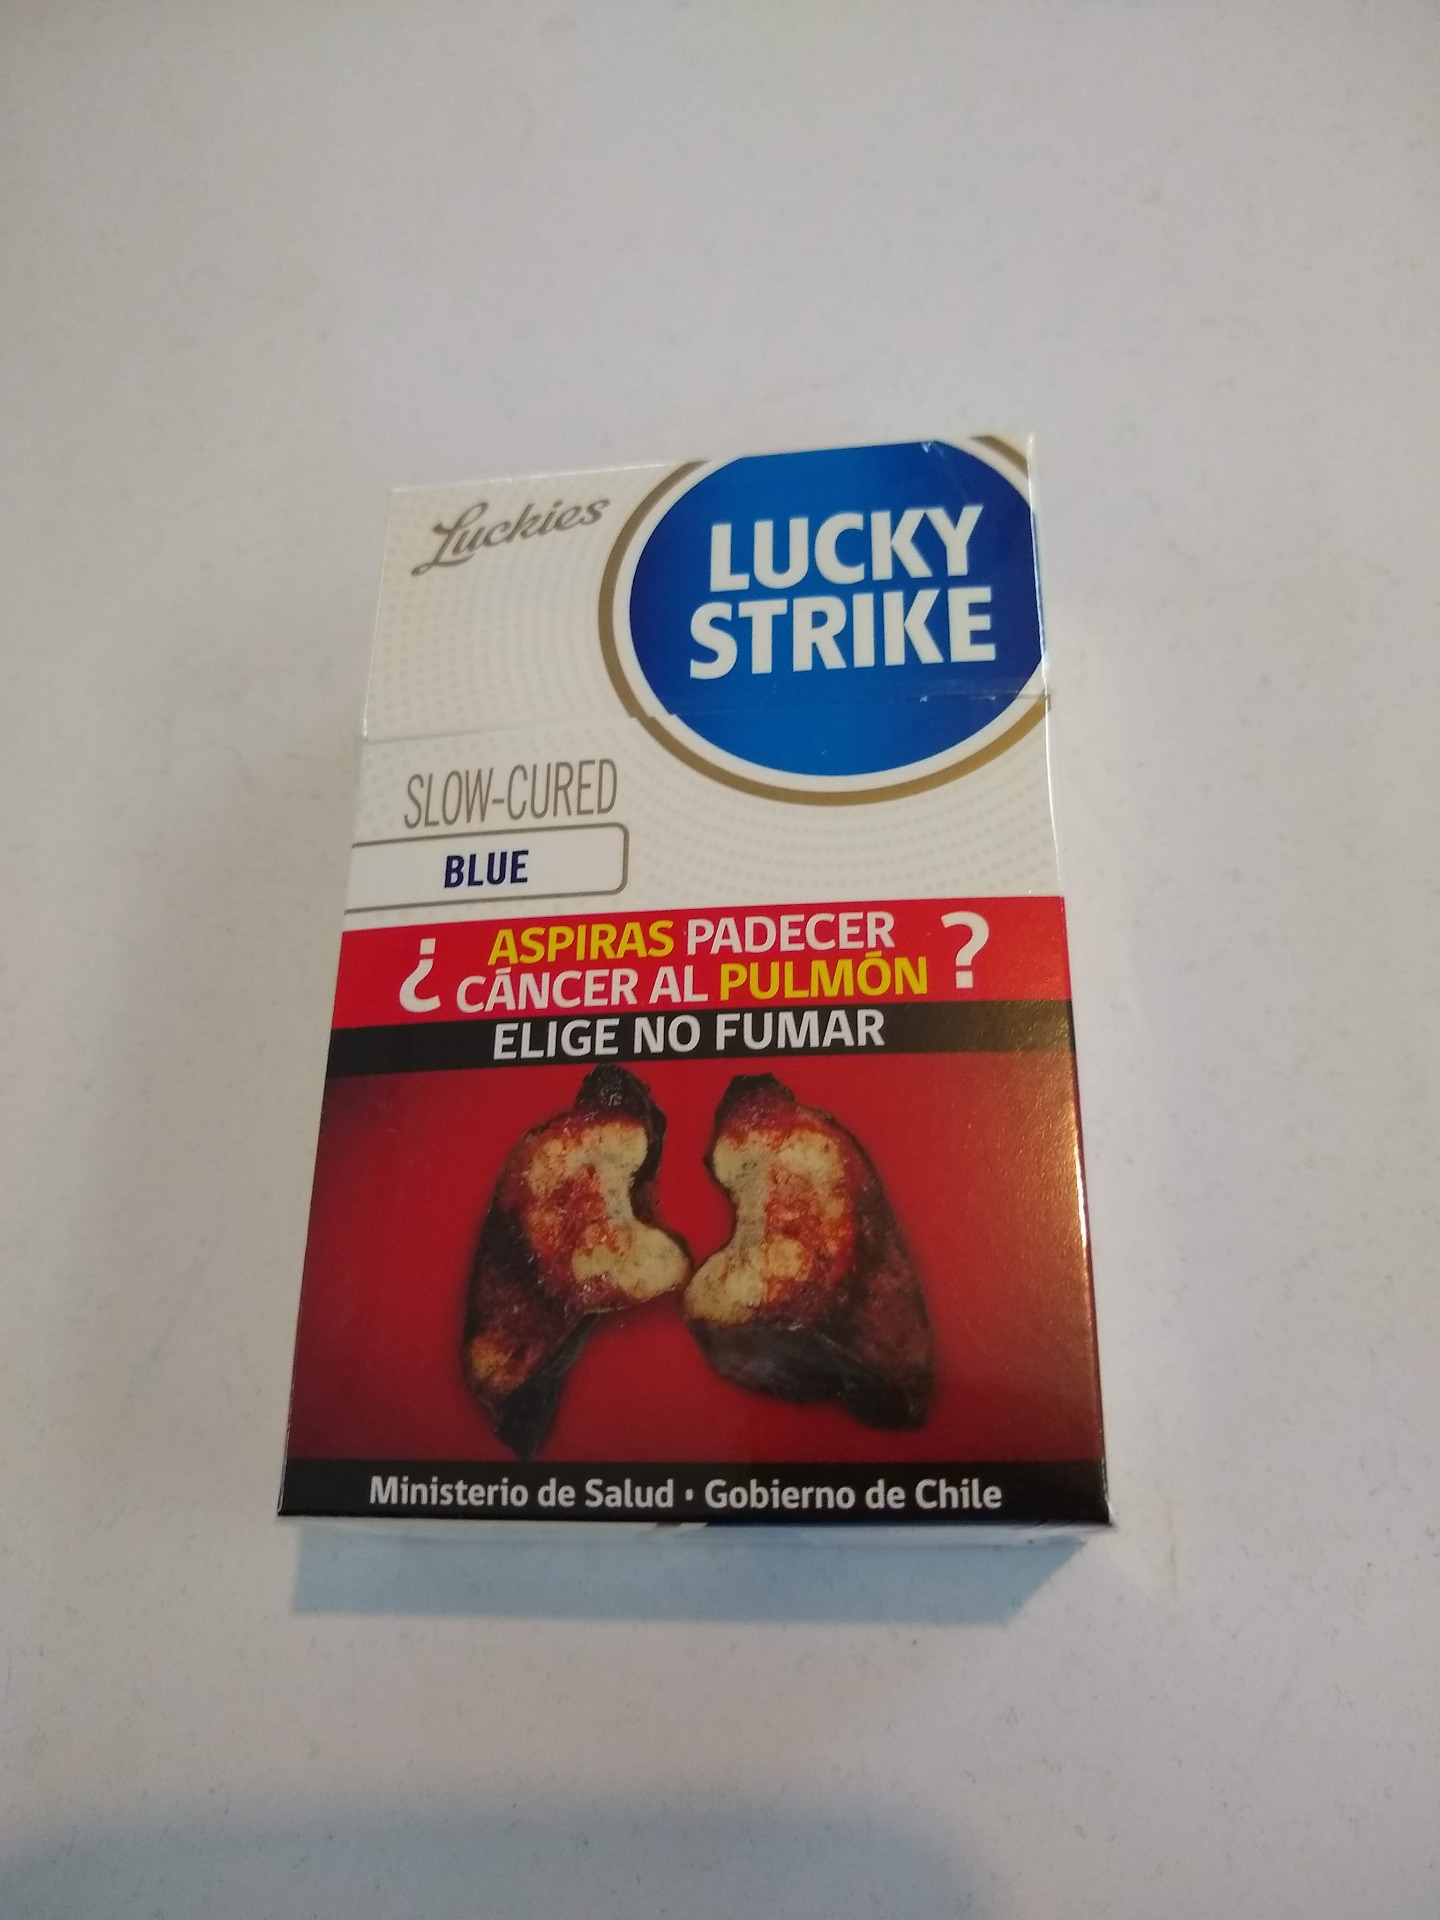 Luckies
LUCKY
STRIKE
SLOW-CURED
BLUE
¿ ASPIRAS PADECER
CÁNCER AL PULMÓN ?
ELIGE NO FUMAR
Ministerio de Salud • Gobierno de Chile